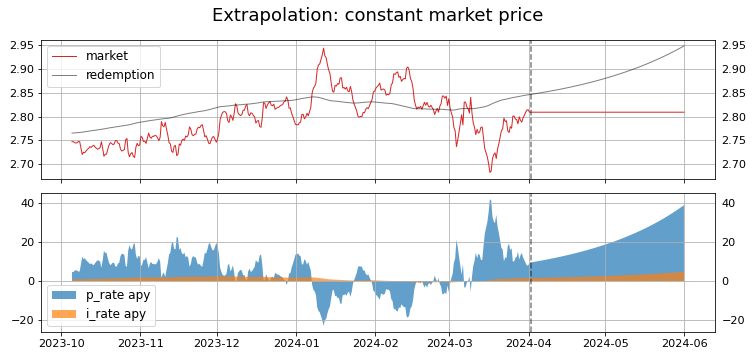 Extrapolation: constant market price
2.95 2.95
2.90 2.90
2.85 2.85
2.80 2.80
2.75 2.75
2.70 2.70
market
redemption
40 40
20 20
0 0
−20 −20
p_rate apy
i_rate apy
2023-10 2023-11 2023-12 2024-01 2024-02 2024-03 2024-04 2024-05 2024-06